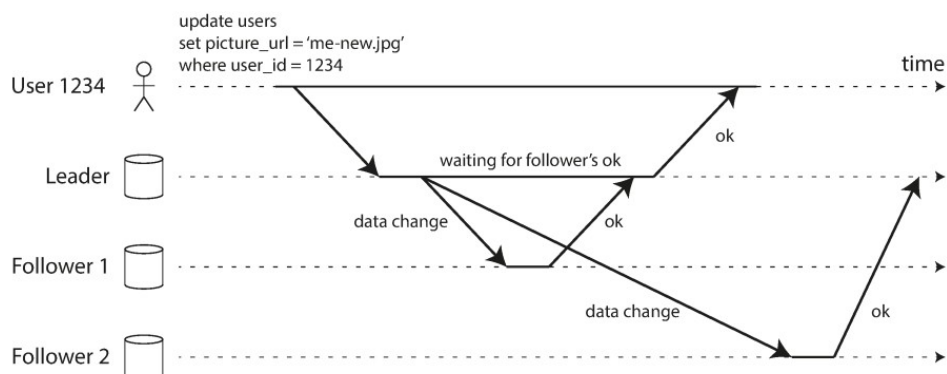 update users
set picture_url = ‘me-new.jpg’
where user_id = 1234
time
User 1234
ok
waiting for follower’s ok
Leader
data change
ok
Follower 1
data change
ok
Follower 2